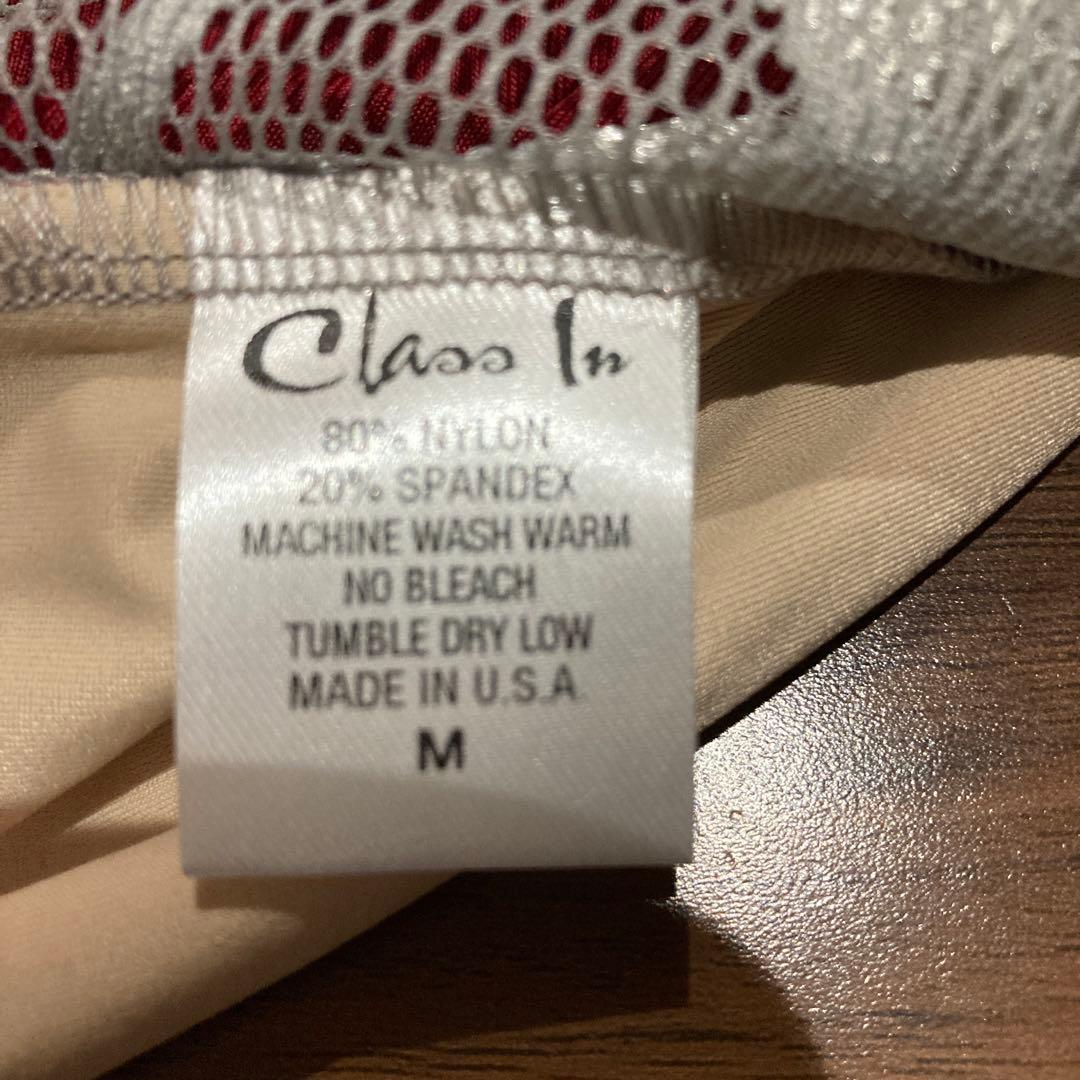 Class In
80% NYLON
20% SPANDEX
MACHINE WASH WARM
NO BLEACH
TUMBLE DRY LOW
MADE IN U.S.A
M